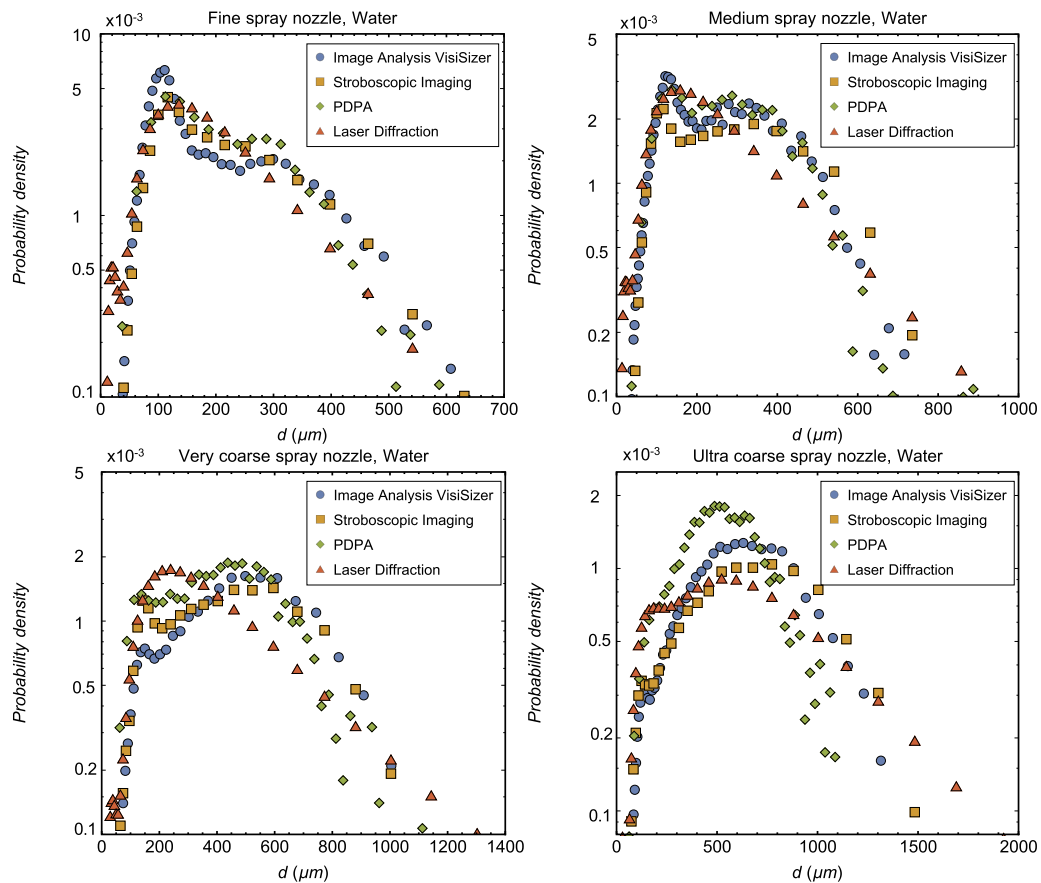 x10-3 Fine spray nozzle, Water
10
5
1
0.5
0.1
Probability density
Image Analysis VisiSizer
Stroboscopic Imaging
PDPA
Laser Diffraction
0 100 200 300 400 500 600 700
d (μm)
x10-3 Medium spray nozzle, Water
5
2
1
0.5
0.2
0.1
Probability density
Image Analysis VisiSizer
Stroboscopic Imaging
PDPA
Laser Diffraction
0 200 400 600 800 1000
d (μm)
x10-3 Very coarse spray nozzle, Water
5
2
1
0.5
0.2
0.1
Probability density
Image Analysis VisiSizer
Stroboscopic Imaging
PDPA
Laser Diffraction
0 200 400 600 800 1000 1200 1400
d (μm)
x10-3 Ultra coarse spray nozzle, Water
2
1
0.5
0.2
0.1
Probability density
Image Analysis VisiSizer
Stroboscopic Imaging
PDPA
Laser Diffraction
0 500 1000 1500 2000
d (μm)